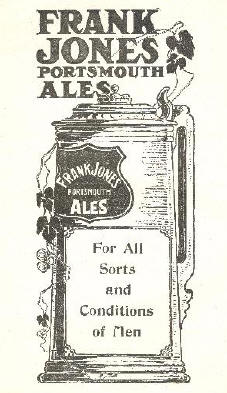 FRANK
JONES
PORTSMOUTH
ALES
FRANK JONES
PORTSMOUTH
ALES
For All
Sorts
and
Conditions
of Men